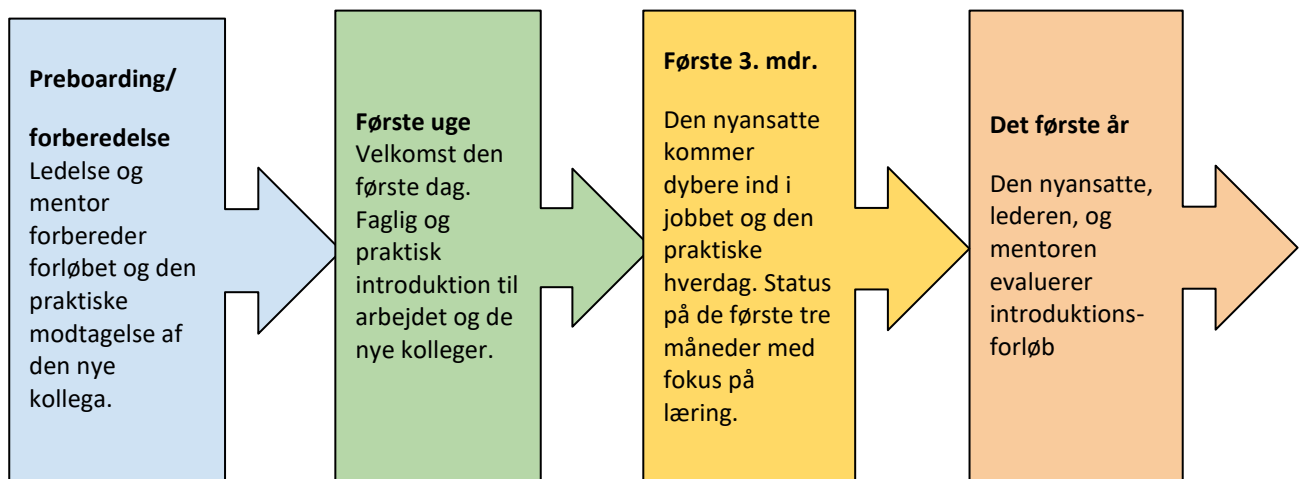 Preboarding/
forberedelse
Ledelse og
mentor
forbereder
forløbet og den
praktiske
modtagelse af
den nye
kollega.
Første uge
Velkomst den
første dag.
Faglig og
praktisk
introduktion til
arbejdet og de
nye kolleger.
Første 3. mdr.
Den nyansatte
kommer
dybere ind i
jobbet og den
praktiske
hverdag. Status
på de første tre
måneder med
fokus på
læring.
Det første år
Den nyansatte,
lederen, og
mentoren
evaluerer
introduktions-
forløb